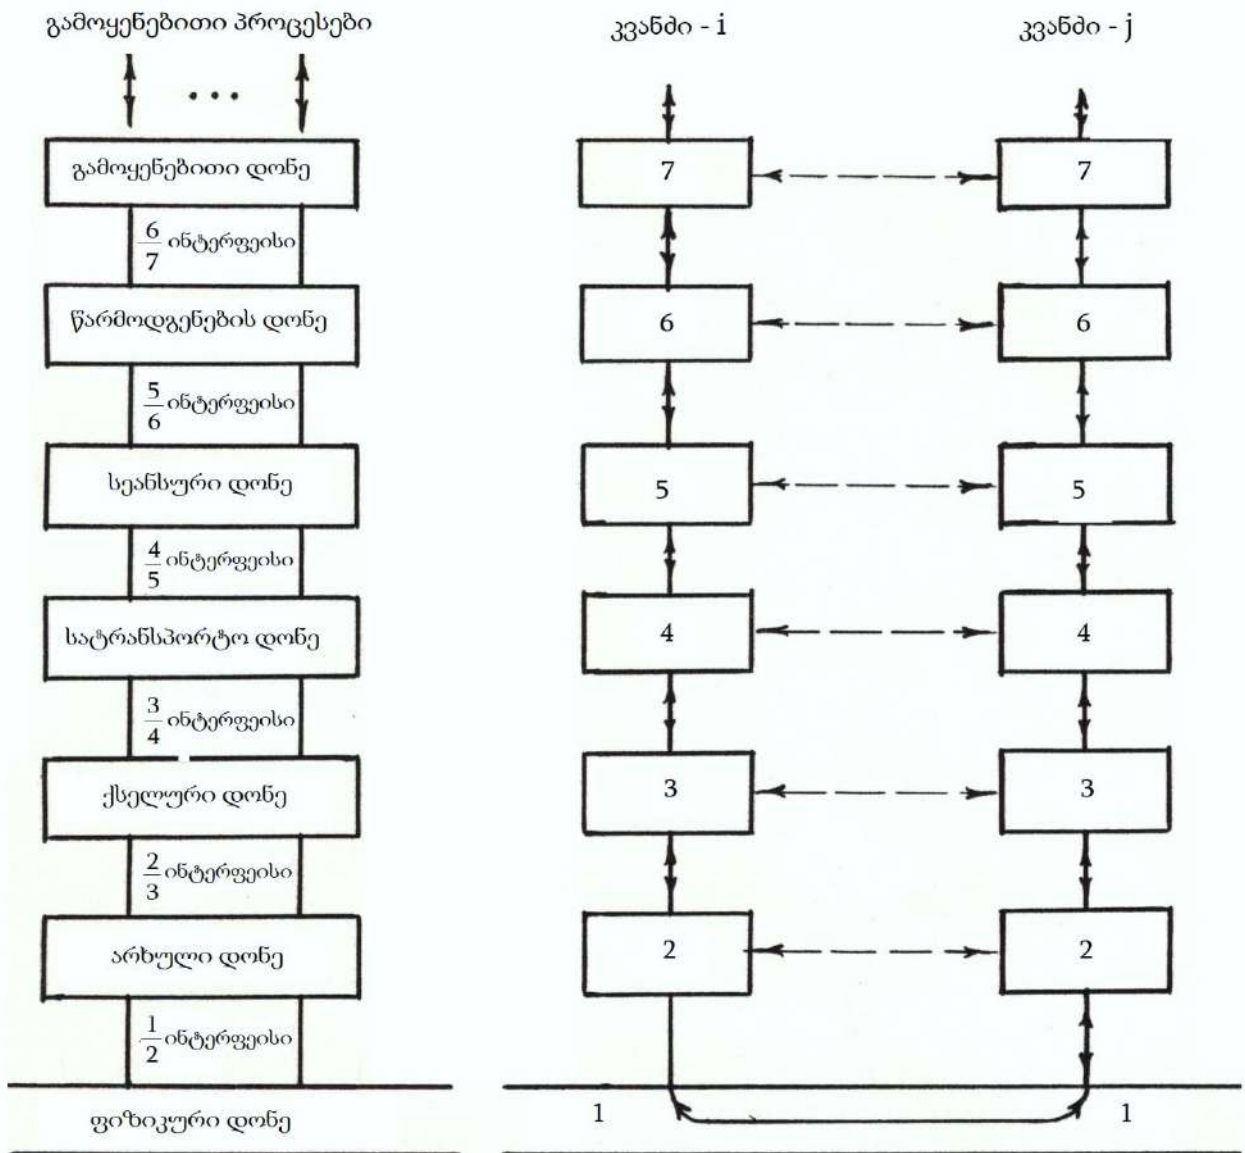 გამოყენებითი პროცესები
...
გამოყენებითი დონე
6/7 ინტერფეისი
წარმოდგენების დონე
5/6 ინტერფეისი
სეანსური დონე
4/5 ინტერფეისი
სატრანსპორტო დონე
3/4 ინტერფეისი
ქსელური დონე
2/3 ინტერფეისი
არხული დონე
1/2 ინტერფეისი
ფიზიკური დონე
კვანძი - i
კვანძი - j
7
7
6
6
5
5
4
4
3
3
2
2
1
1